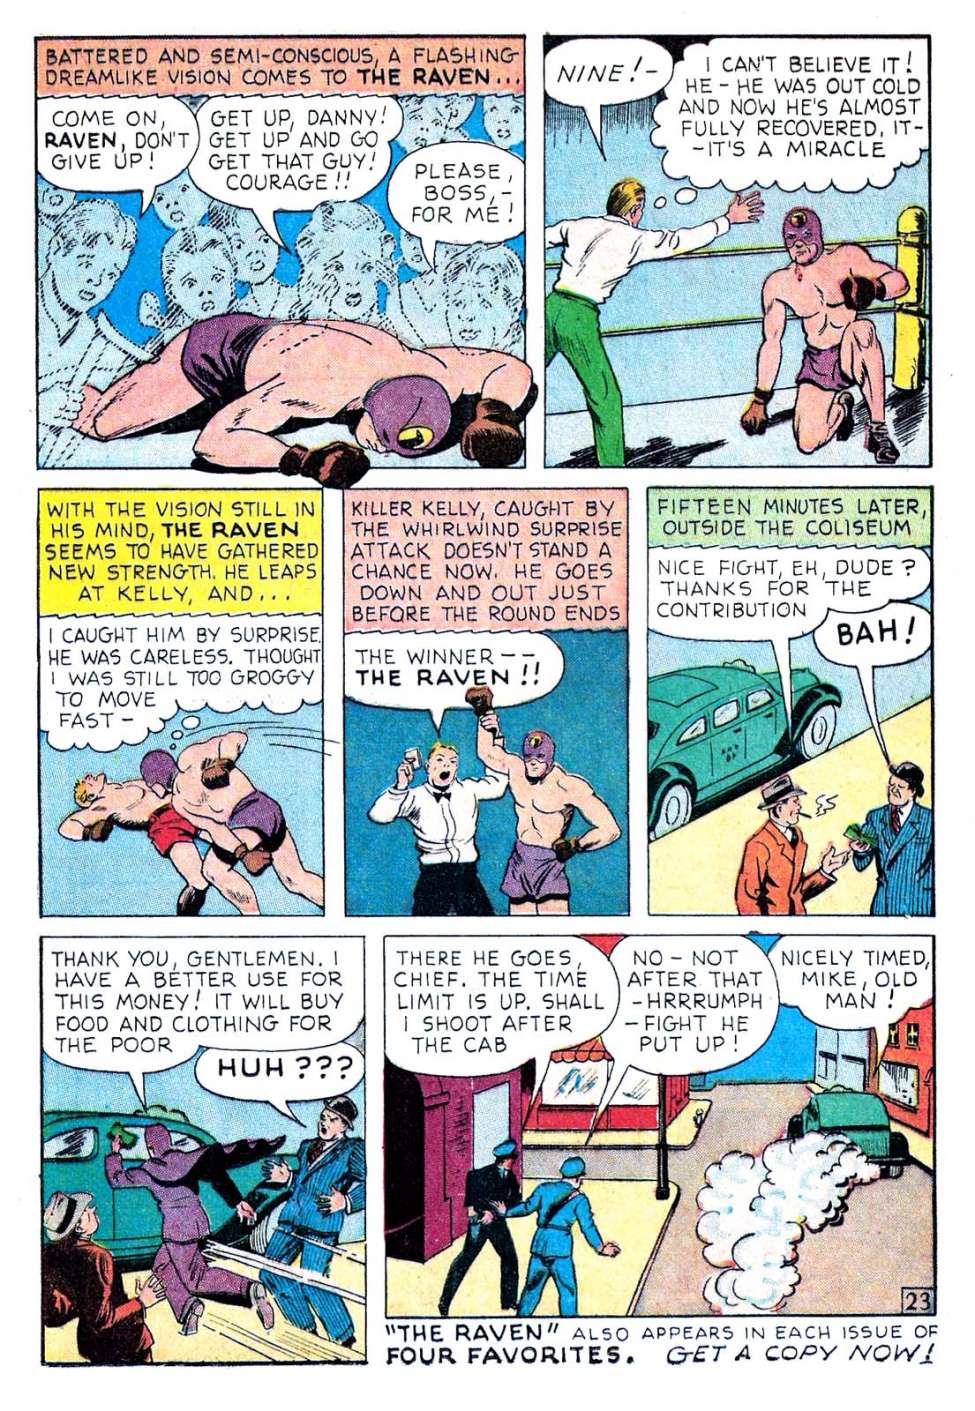 BATTERED AND SEMI-CONSCIOUS, A FLASHING
DREAMLIKE VISION COMES TO THE RAVEN...
COME ON,
RAVEN, DON'T
GIVE UP!
GET UP, DANNY!
GET UP AND GO
GET THAT GUY!
COURAGE!!
PLEASE,
BOSS,-
FOR ME!
NINE!-
I CAN'T BELIEVE IT!
HE - HE WAS OUT COLD
AND NOW HE'S ALMOST
FULLY RECOVERED, IT-
-IT'S A MIRACLE
WITH THE VISION STILL IN
HIS MIND, THE RAVEN
SEEMS TO HAVE GATHERED
NEW STRENGTH. HE LEAPS
AT KELLY, AND...
I CAUGHT HIM BY SURPRISE.
HE WAS CARELESS. THOUGHT
I WAS STILL TOO GROGGY
TO MOVE
FAST-
KILLER KELLY, CAUGHT BY
THE WHIRLWIND SURPRISE
ATTACK DOESN'T STAND A
CHANCE NOW. HE GOES
DOWN AND OUT JUST
BEFORE THE ROUND ENDS
THE WINNER --
THE RAVEN!!
FIFTEEN MINUTES LATER,
OUTSIDE THE COLISEUM
NICE FIGHT, EH, DUDE?
THANKS FOR THE
CONTRIBUTION
BAH!
THANK YOU, GENTLEMEN. I
HAVE A BETTER USE FOR
THIS MONEY! IT WILL BUY
FOOD AND CLOTHING FOR
THE POOR
HUH???
THERE HE GOES,
CHIEF. THE TIME
LIMIT IS UP. SHALL
I SHOOT AFTER
THE CAB
NO - NOT
AFTER THAT
-HRRRUMPH
-FIGHT HE
PUT UP!
NICELY TIMED,
MIKE, OLD
MAN!
23
"THE RAVEN" ALSO APPEARS IN EACH ISSUE OF
FOUR FAVORITES. GET A COPY NOW!